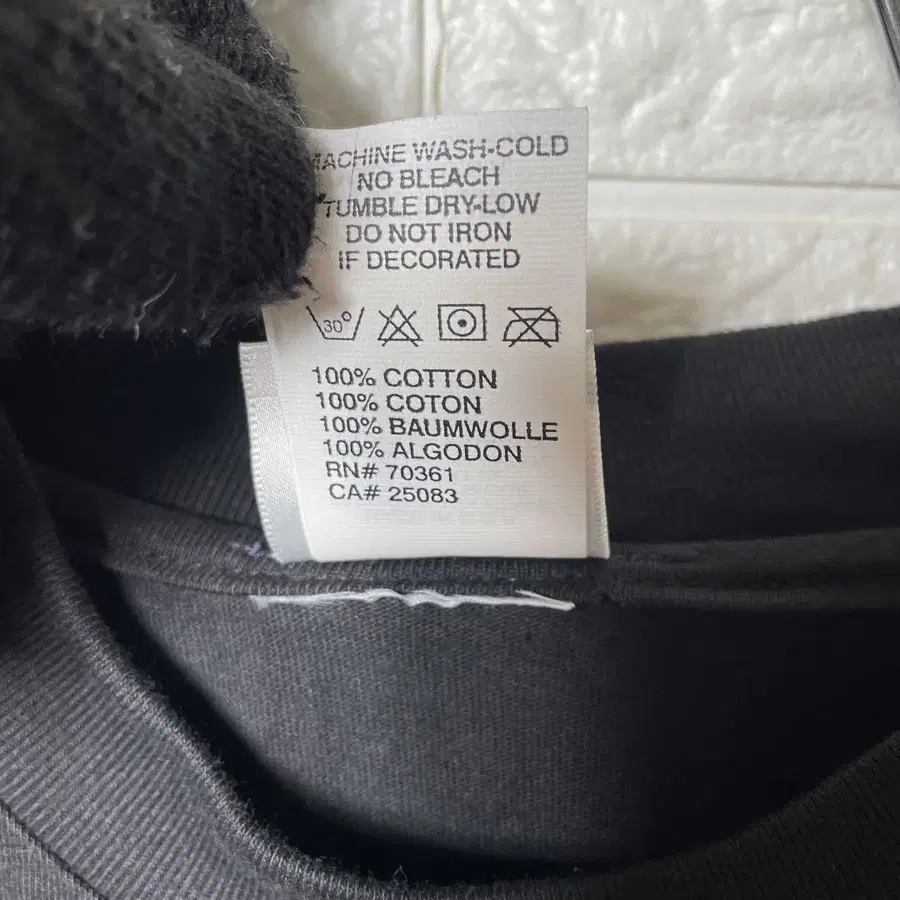 MACHINE WASH-COLD
NO BLEACH
TUMBLE DRY-LOW
DO NOT IRON
IF DECORATED
30°
100% COTTON
100% COTON
100% BAUMWOLLE
100% ALGODON
RN# 70361
CA# 25083